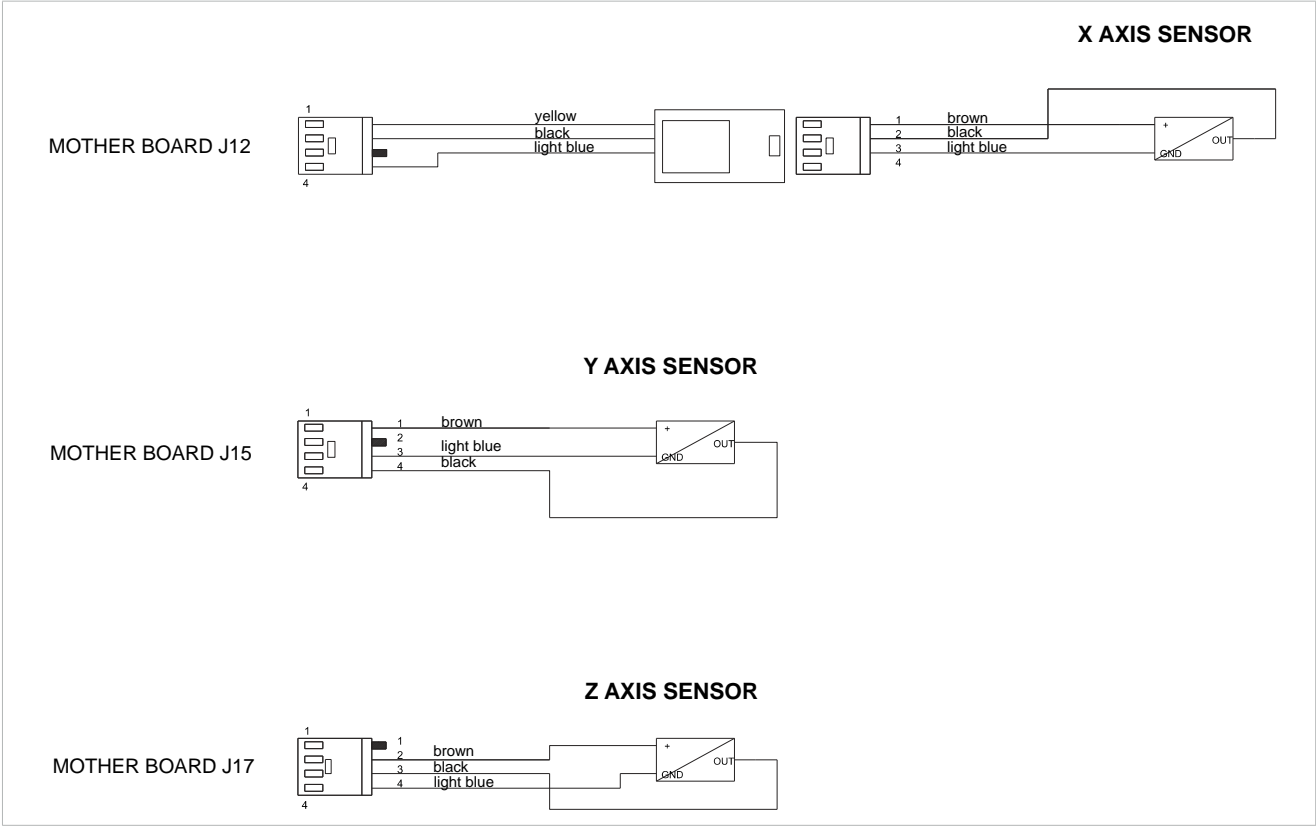 X AXIS SENSOR
MOTHER BOARD J12
1
4
yellow
black
light blue
1 brown
2 black
3 light blue
4
+
GND
OUT
Y AXIS SENSOR
MOTHER BOARD J15
1
4
1 brown
2
3 light blue
4 black
+
GND
OUT
Z AXIS SENSOR
MOTHER BOARD J17
1
4
1
2 brown
3 black
4 light blue
+
GND
OUT